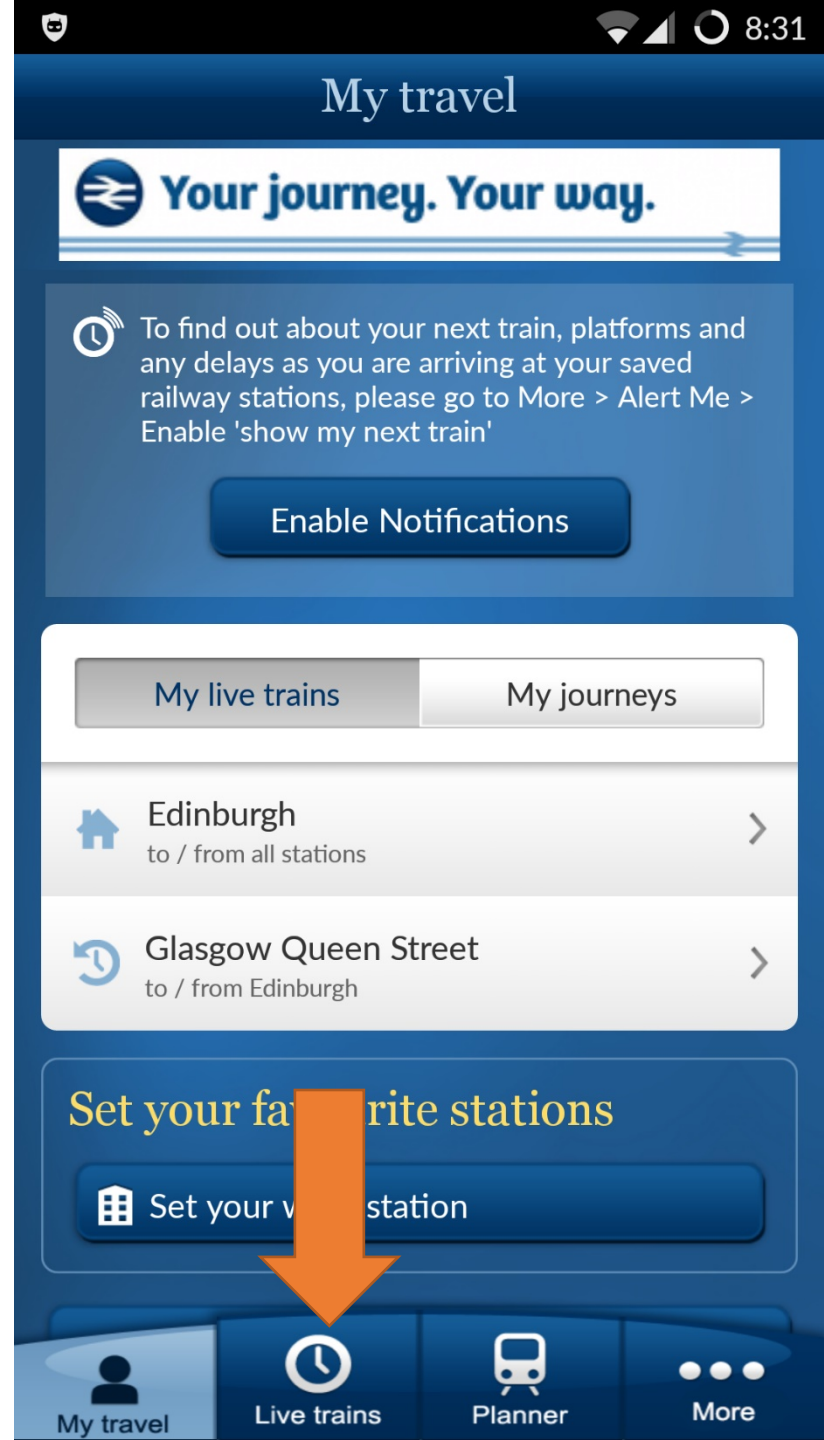 8:31
My travel
Your journey. Your way.
To find out about your next train, platforms and
any delays as you are arriving at your saved
railway stations, please go to More > Alert Me >
Enable 'show my next train'
Enable Notifications
My live trains My journeys
Edinburgh
to / from all stations
Glasgow Queen Street
to / from Edinburgh
Set your stations
Set your station
My travel Live trains Planner More